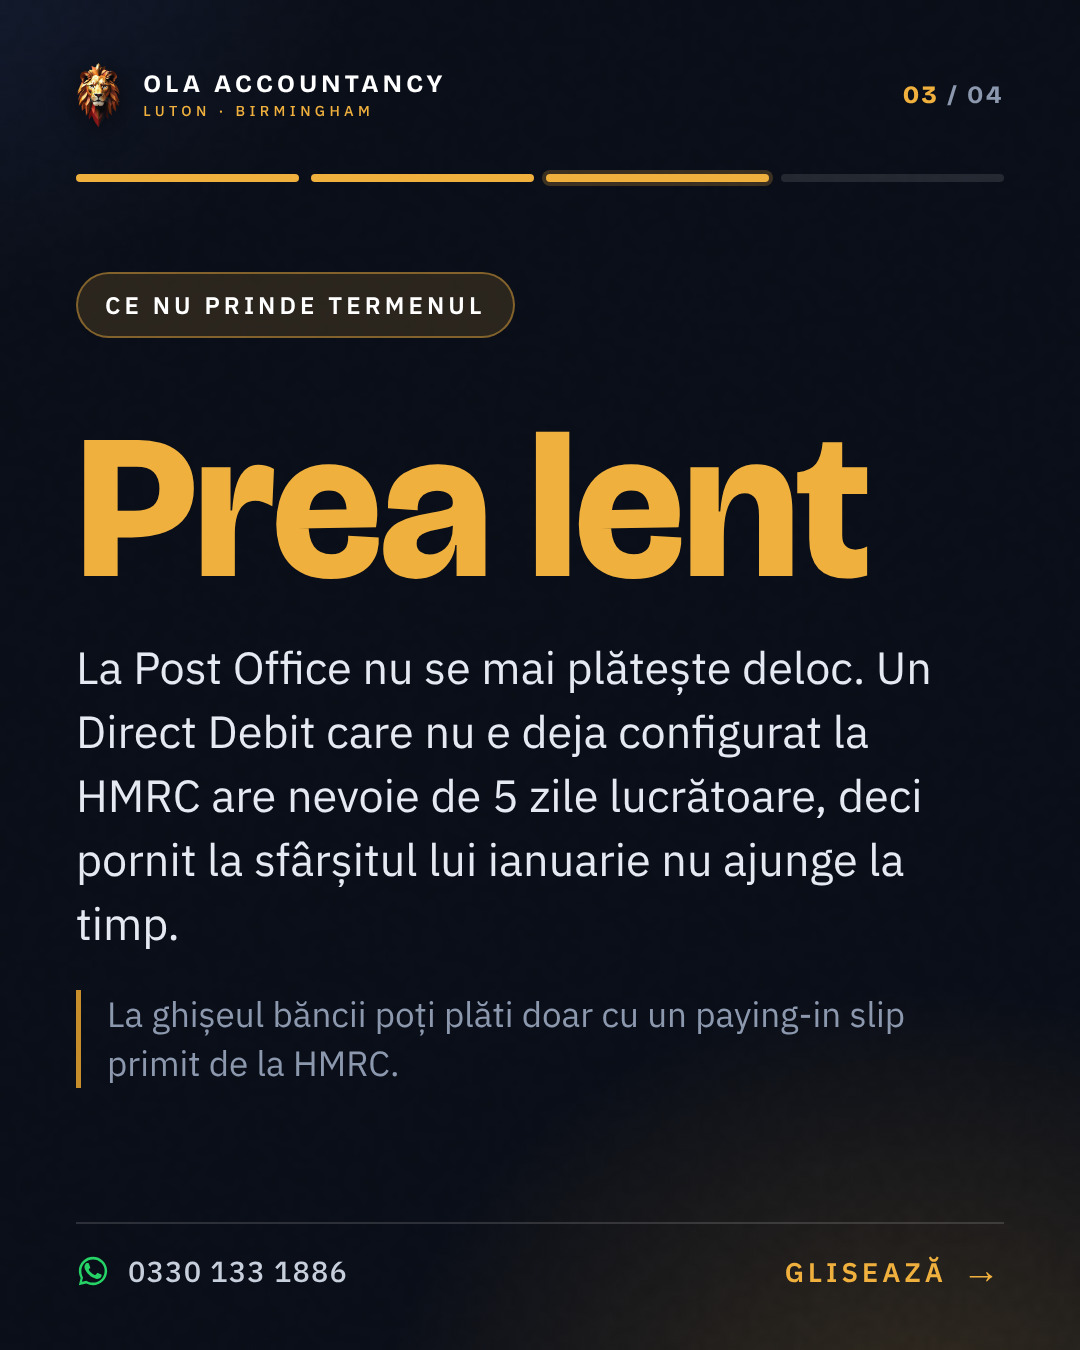 OLA ACCOUNTANCY
LUTON · BIRMINGHAM
03 / 04
CE NU PRINDE TERMENUL
Prea lent
La Post Office nu se mai plătește deloc. Un
Direct Debit care nu e deja configurat la
HMRC are nevoie de 5 zile lucrătoare, deci
pornit la sfârșitul lui ianuarie nu ajunge la
timp.
La ghișeul băncii poți plăti doar cu un paying-in slip
primit de la HMRC.
0330 133 1886
GLISEAZĂ →